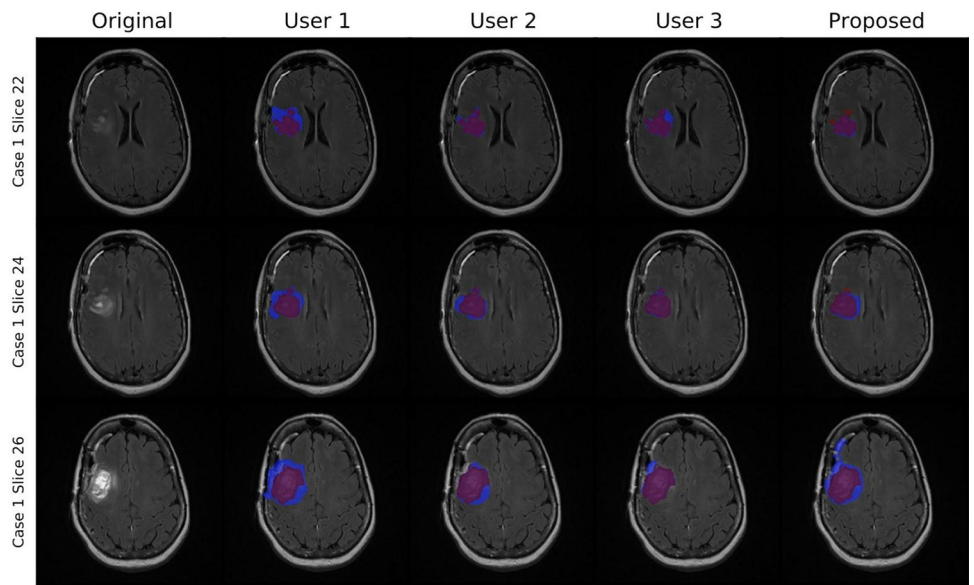 Original User 1 User 2 User 3 Proposed
Case 1 Slice 22
Case 1 Slice 24
Case 1 Slice 26